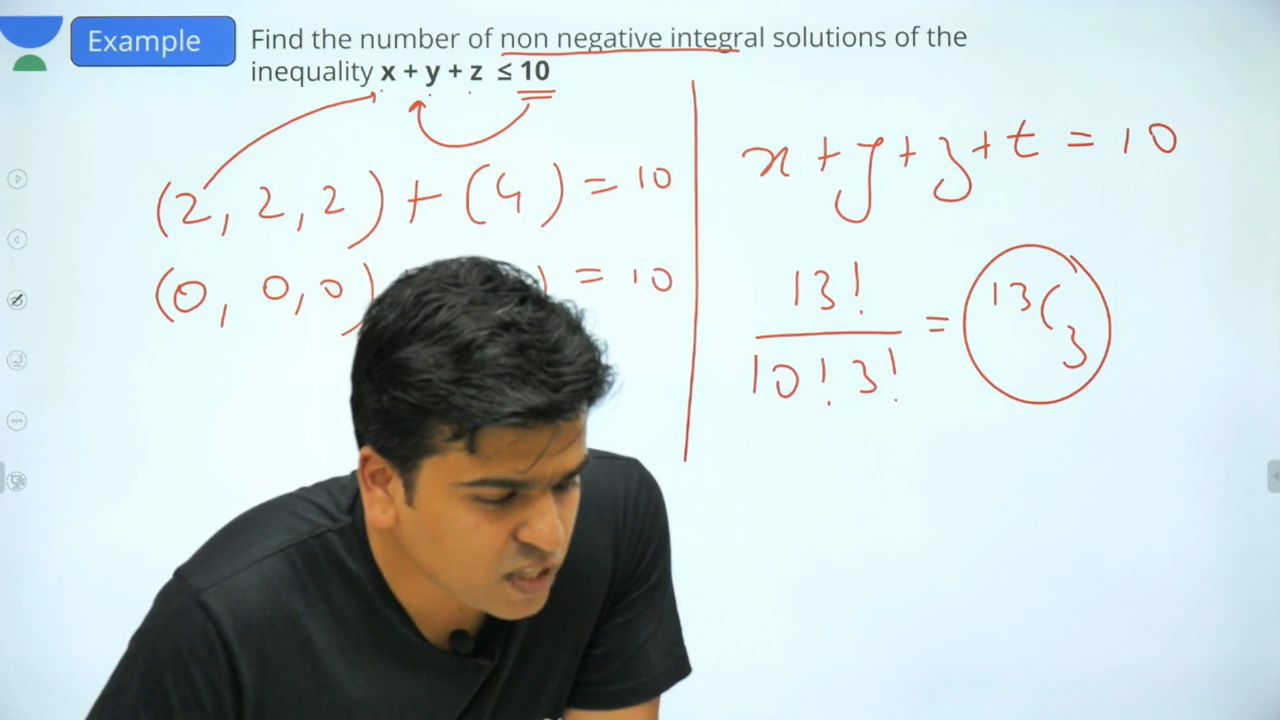 Example
Find the number of non negative integral solutions of the
inequality x + y + z ≤ 10
(2, 2, 2) + (4) = 10
(0, 0, 0) ) = 10
x + y + z + t = 10
13!
10! 3!
= ¹³C₃